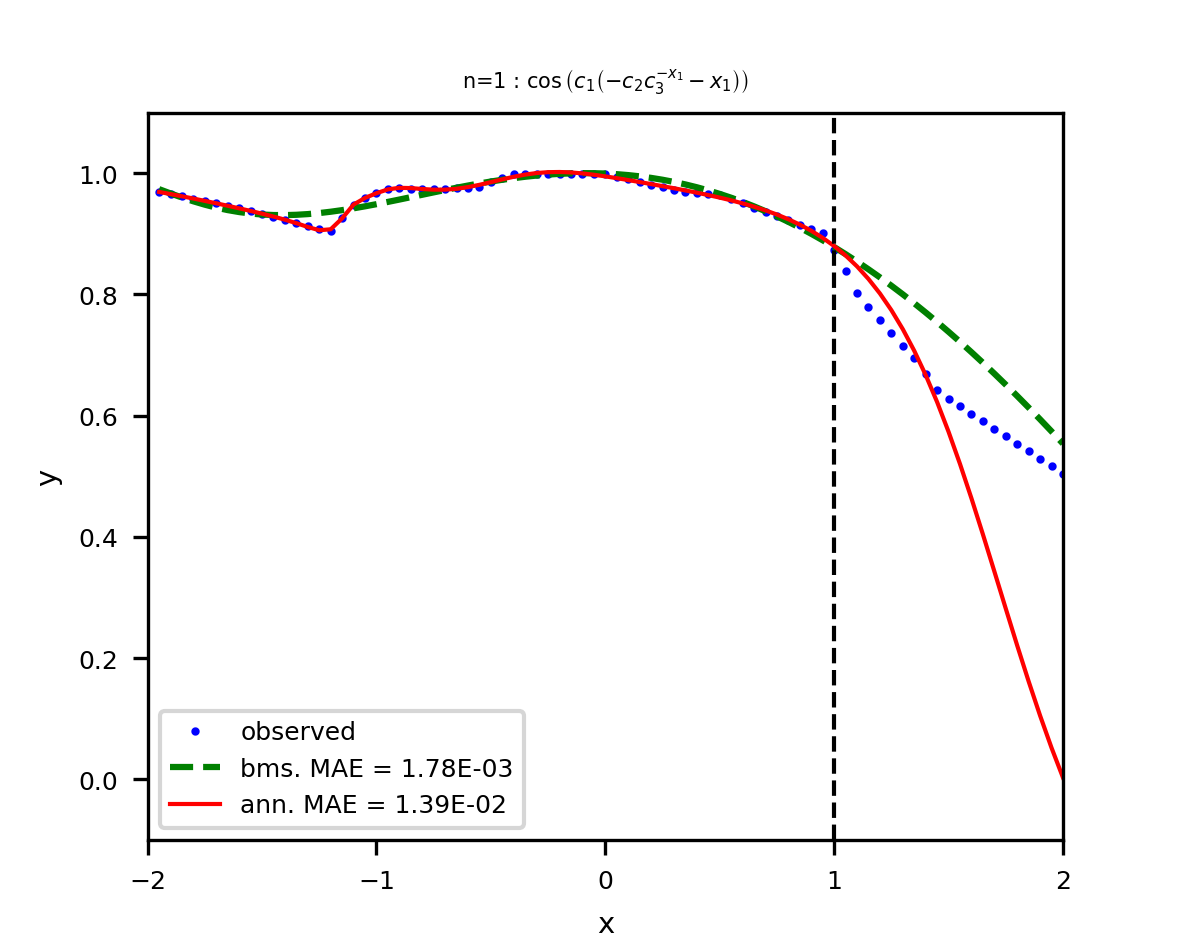 n=1 : cos (c₁(−c₂c₃^{−x₁} − x₁))
1.0
0.8
0.6
0.4
0.2
0.0
y
observed
bms. MAE = 1.78E-03
ann. MAE = 1.39E-02
−2 −1 0 1 2
x